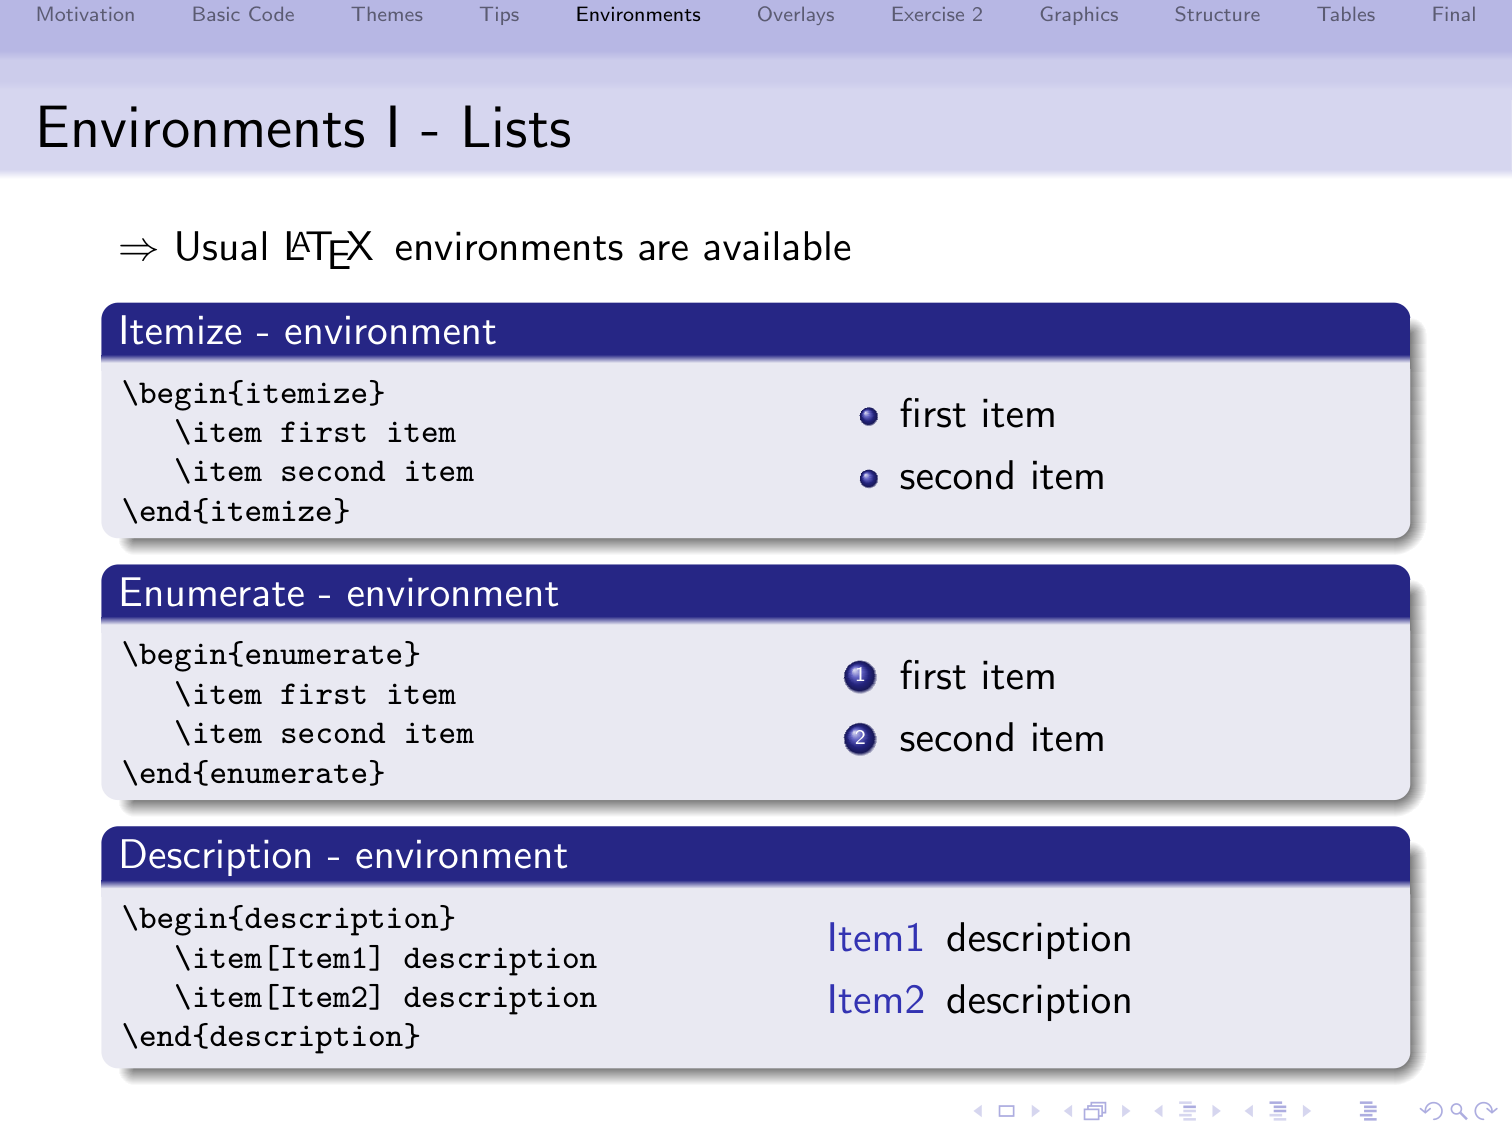 Motivation Basic Code Themes Tips Environments Overlays Exercise 2 Graphics Structure Tables Final
Environments I - Lists
⇒ Usual LATEX environments are available
Itemize - environment
\begin{itemize}
   \item first item
   \item second item
\end{itemize}
• first item
• second item
Enumerate - environment
\begin{enumerate}
   \item first item
   \item second item
\end{enumerate}
1 first item
2 second item
Description - environment
\begin{description}
   \item[Item1] description
   \item[Item2] description
\end{description}
Item1 description
Item2 description